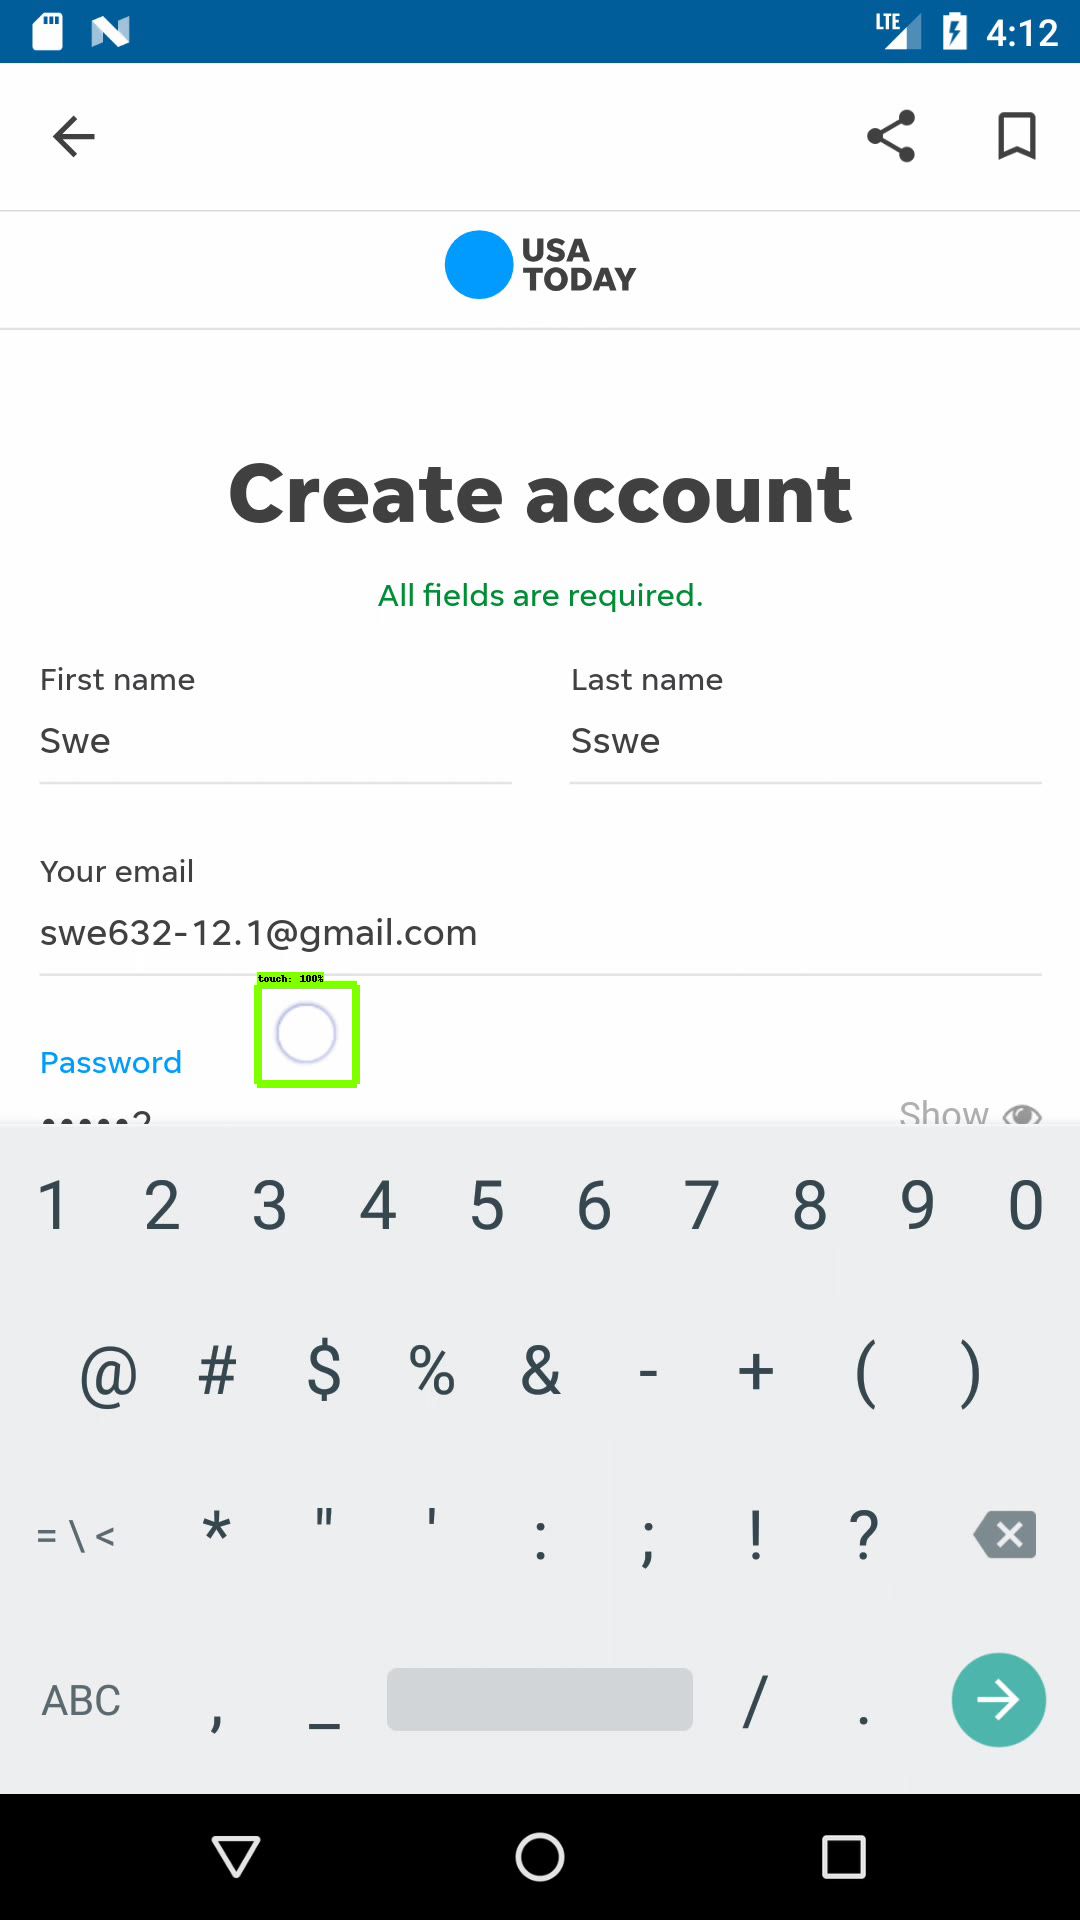 LTE 4:12
USA
TODAY
Create account
All fields are required.
First name Last name
Swe Sswe
Your email
swe632-12.1@gmail.com
touch: 100%
Password
•••••2 Show
1 2 3 4 5 6 7 8 9 0
@ # $ % & - + ( )
= \ < * " ' : ; ! ?
ABC , _ / .